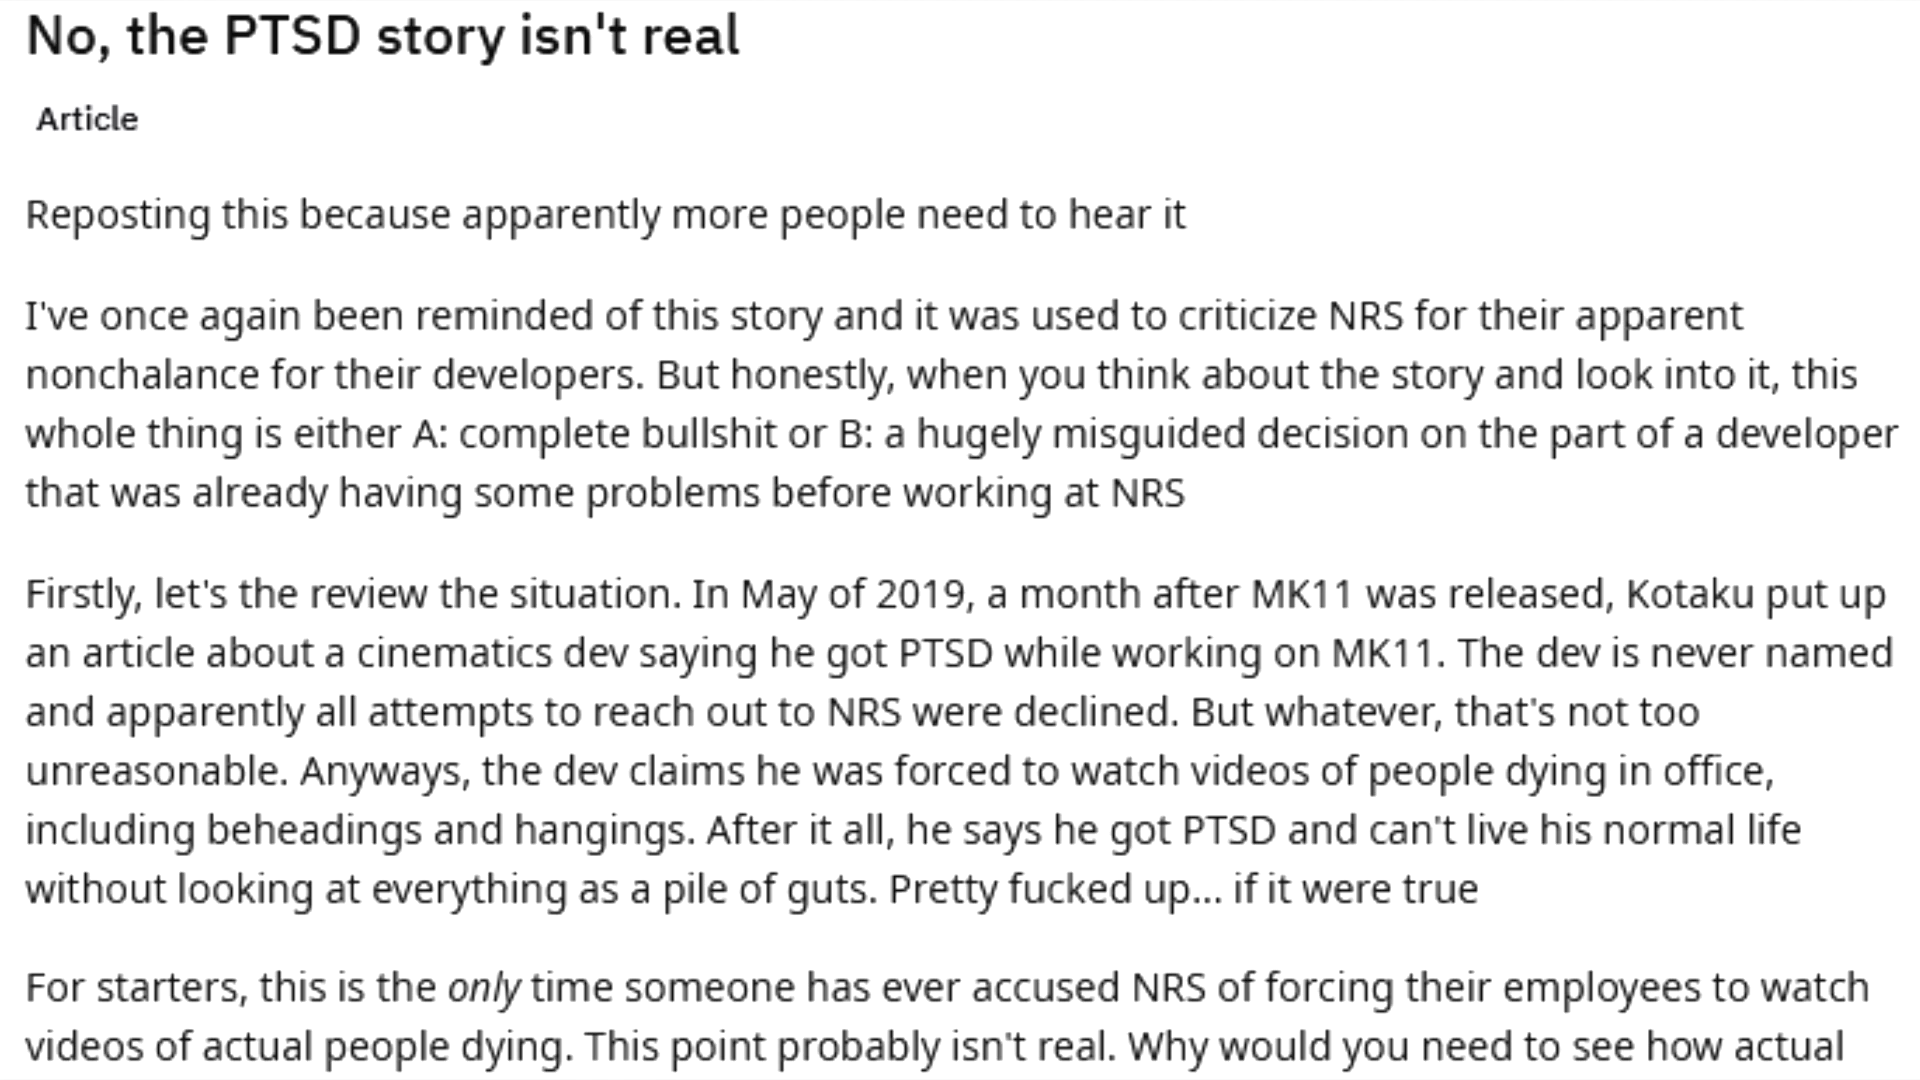 No, the PTSD story isn't real
Article
Reposting this because apparently more people need to hear it
I've once again been reminded of this story and it was used to criticize NRS for their apparent
nonchalance for their developers. But honestly, when you think about the story and look into it, this
whole thing is either A: complete bullshit or B: a hugely misguided decision on the part of a developer
that was already having some problems before working at NRS
Firstly, let's the review the situation. In May of 2019, a month after MK11 was released, Kotaku put up
an article about a cinematics dev saying he got PTSD while working on MK11. The dev is never named
and apparently all attempts to reach out to NRS were declined. But whatever, that's not too
unreasonable. Anyways, the dev claims he was forced to watch videos of people dying in office,
including beheadings and hangings. After it all, he says he got PTSD and can't live his normal life
without looking at everything as a pile of guts. Pretty fucked up... if it were true
For starters, this is the only time someone has ever accused NRS of forcing their employees to watch
videos of actual people dying. This point probably isn't real. Why would you need to see how actual